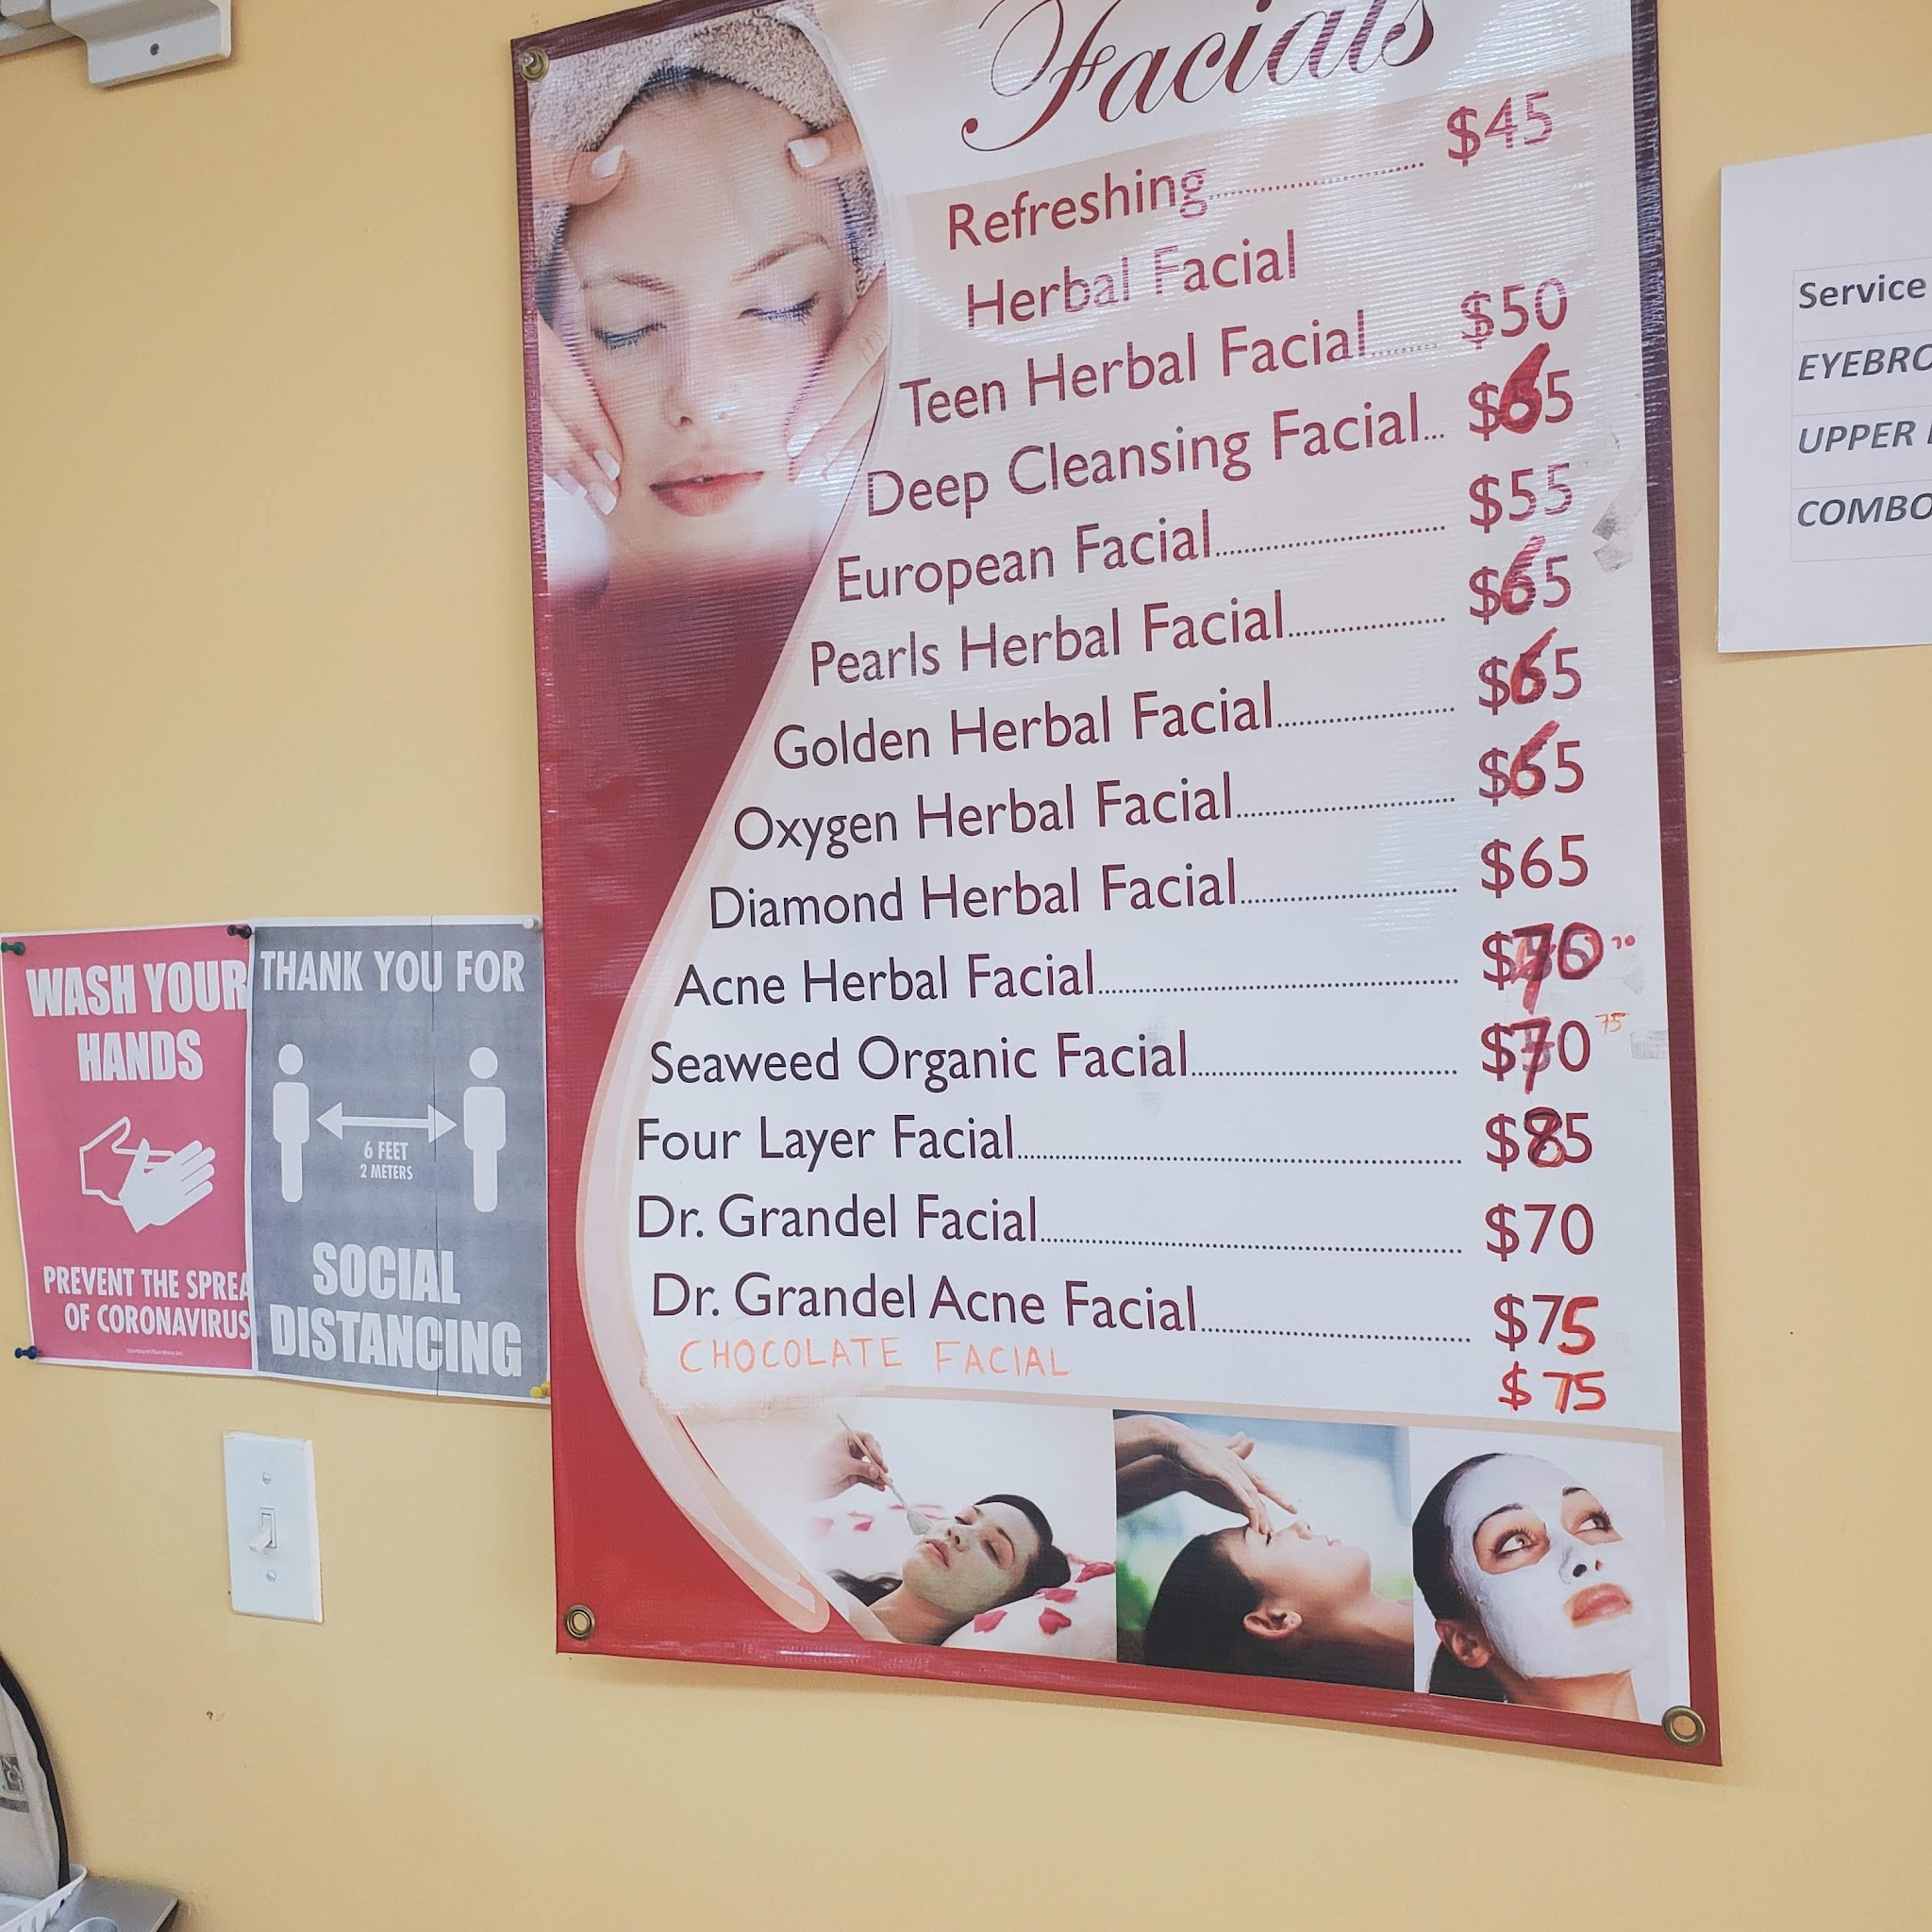 Facials
Refreshing........................ $45
Herbal Facial
Teen Herbal Facial......... $50
Deep Cleansing Facial... $65
European Facial........................ $55
Pearls Herbal Facial................ $65
Golden Herbal Facial................ $65
Oxygen Herbal Facial................ $65
Diamond Herbal Facial................ $65
Acne Herbal Facial................................ $70 70
Seaweed Organic Facial........................ $70 75
Four Layer Facial........................................ $85
Dr. Grandel Facial........................................ $70
Dr. Grandel Acne Facial........................ $75
CHOCOLATE FACIAL $75
WASH YOUR
HANDS
PREVENT THE SPREA
OF CORONAVIRUS
THANK YOU FOR
6 FEET
2 METERS
SOCIAL
DISTANCING
Service
EYEBRO
UPPER
COMBO